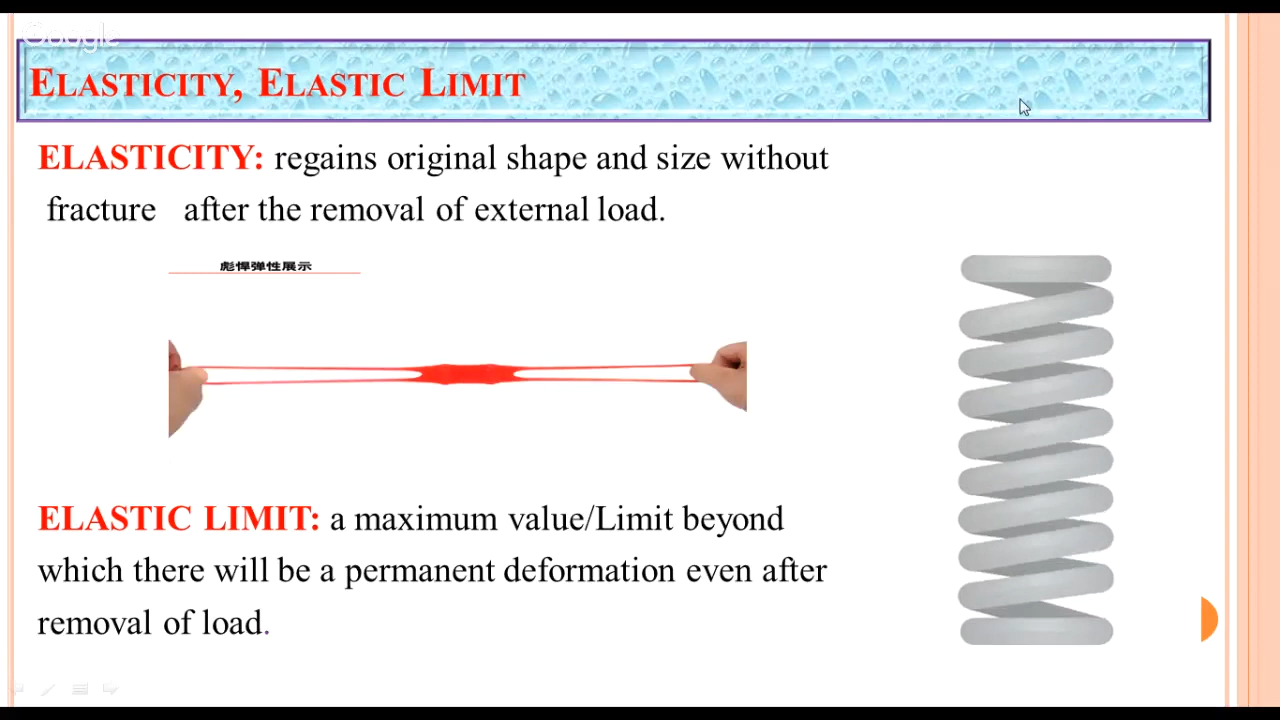 Google
ELASTICITY, ELASTIC LIMIT
ELASTICITY: regains original shape and size without
fracture after the removal of external load.
彪悍弹性展示
ELASTIC LIMIT: a maximum value/Limit beyond
which there will be a permanent deformation even after
removal of load.